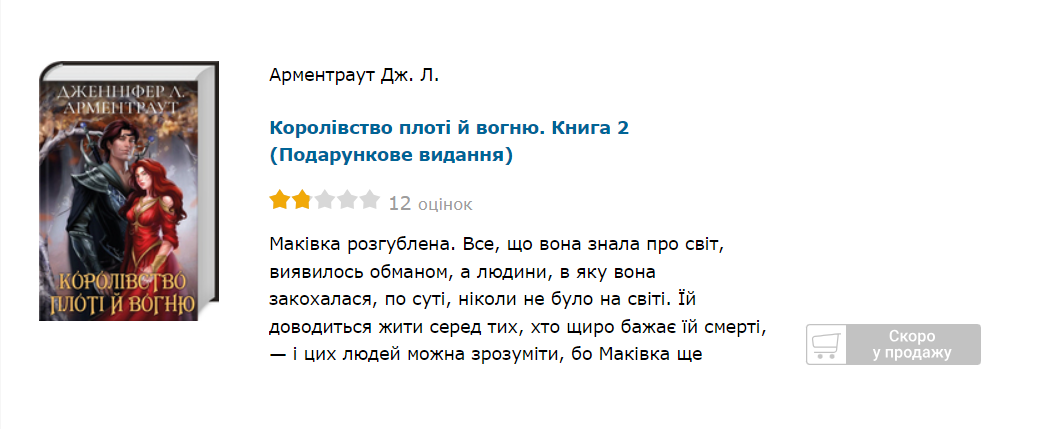 ДЖЕННІФЕР Л.
АРМЕНТРАУТ
КОРОЛІВСТВО
ПЛОТІ Й ВОГНЮ
Арментраут Дж. Л.
Королівство плоті й вогню. Книга 2
(Подарункове видання)
12 оцінок
Маківка розгублена. Все, що вона знала про світ,
виявилось обманом, а людини, в яку вона
закохалася, по суті, ніколи не було на світі. Їй
доводиться жити серед тих, хто щиро бажає їй смерті,
— і цих людей можна зрозуміти, бо Маківка ще
Скоро
у продажу